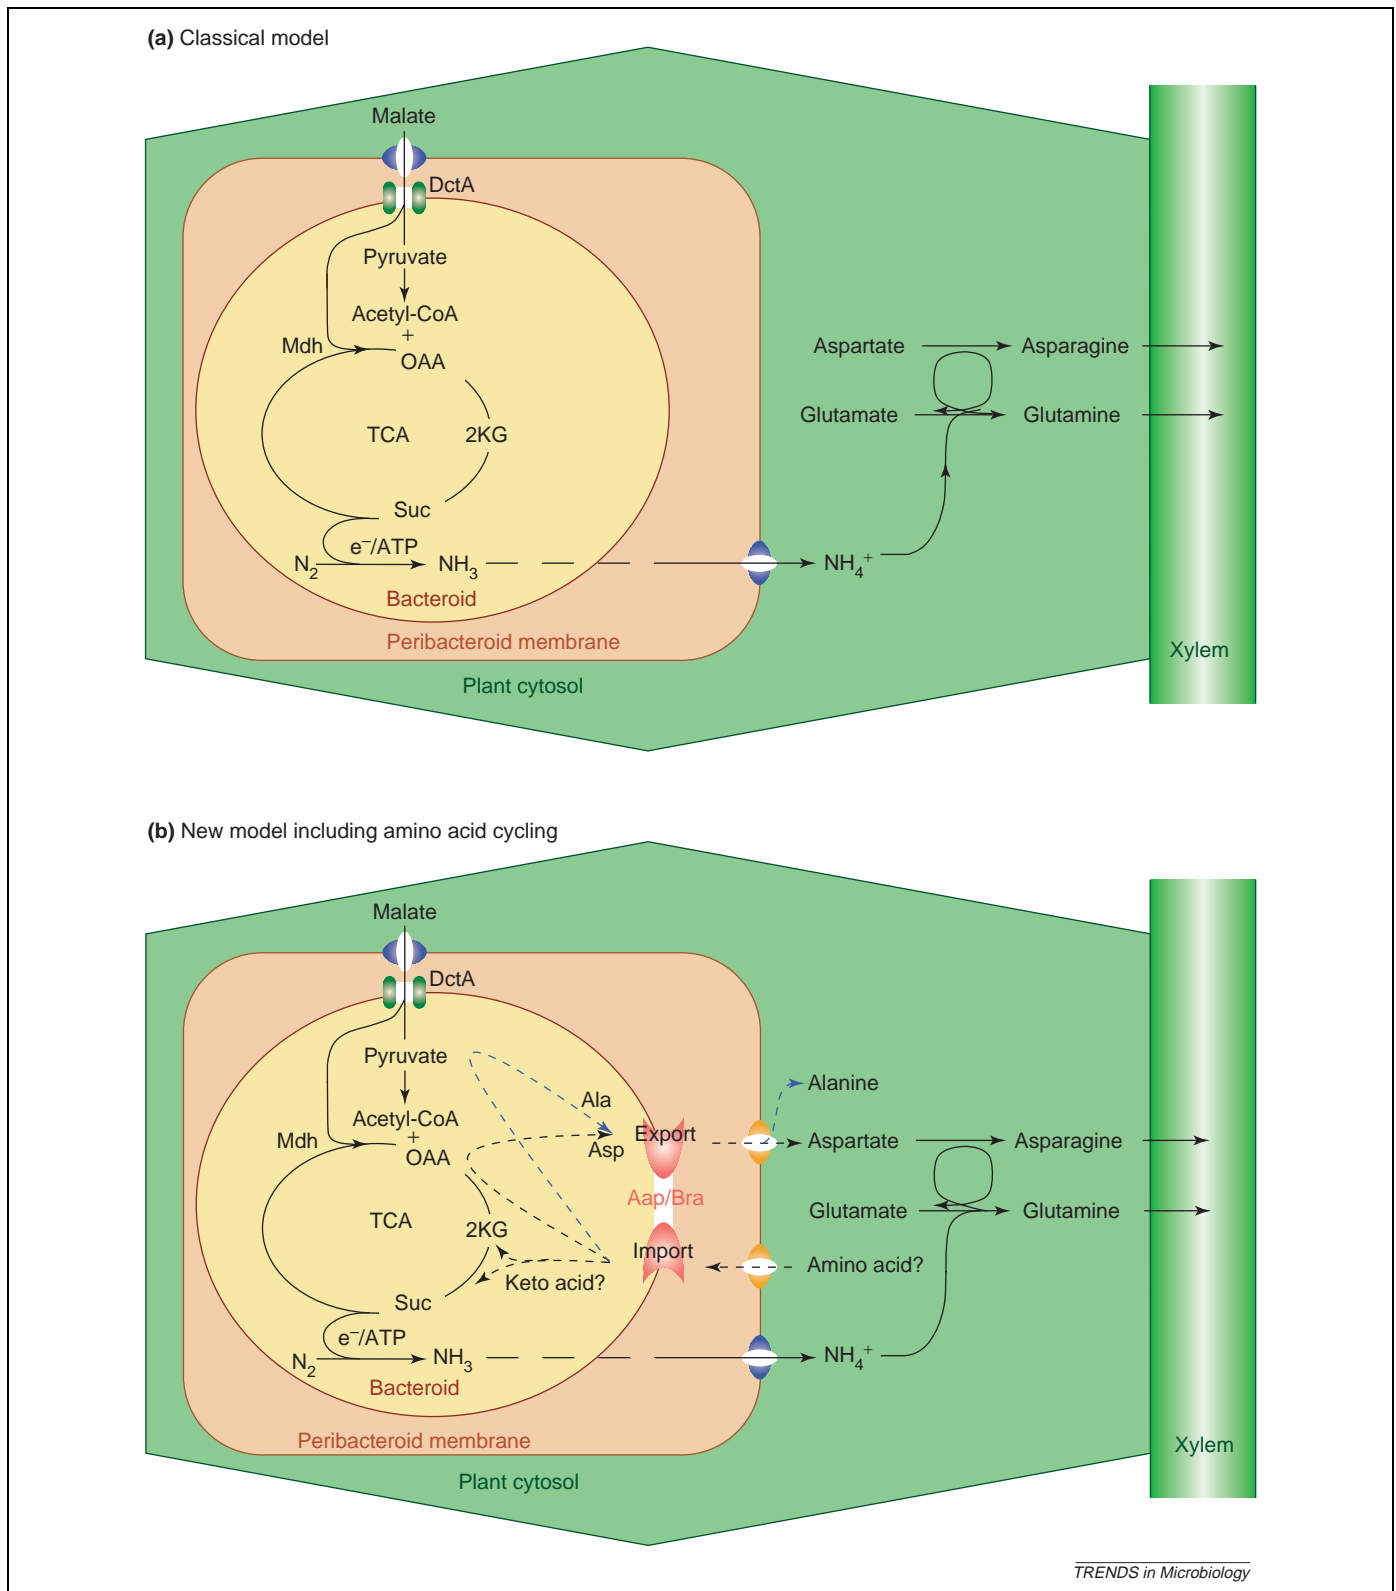 (a) Classical model
Malate
DctA
Pyruvate
Acetyl-CoA
+
OAA
Mdh
TCA
2KG
Suc
e⁻/ATP
N₂
NH₃
Bacteroid
Peribacteroid membrane
Plant cytosol
Aspartate
Asparagine
Glutamate
Glutamine
NH₄⁺
Xylem
(b) New model including amino acid cycling
Malate
DctA
Pyruvate
Acetyl-CoA
+
OAA
Mdh
TCA
2KG
Suc
e⁻/ATP
N₂
NH₃
Bacteroid
Peribacteroid membrane
Plant cytosol
Ala
Asp
Export
Aap/Bra
Import
Keto acid?
Alanine
Aspartate
Asparagine
Glutamate
Glutamine
Amino acid?
NH₄⁺
Xylem
TRENDS in Microbiology